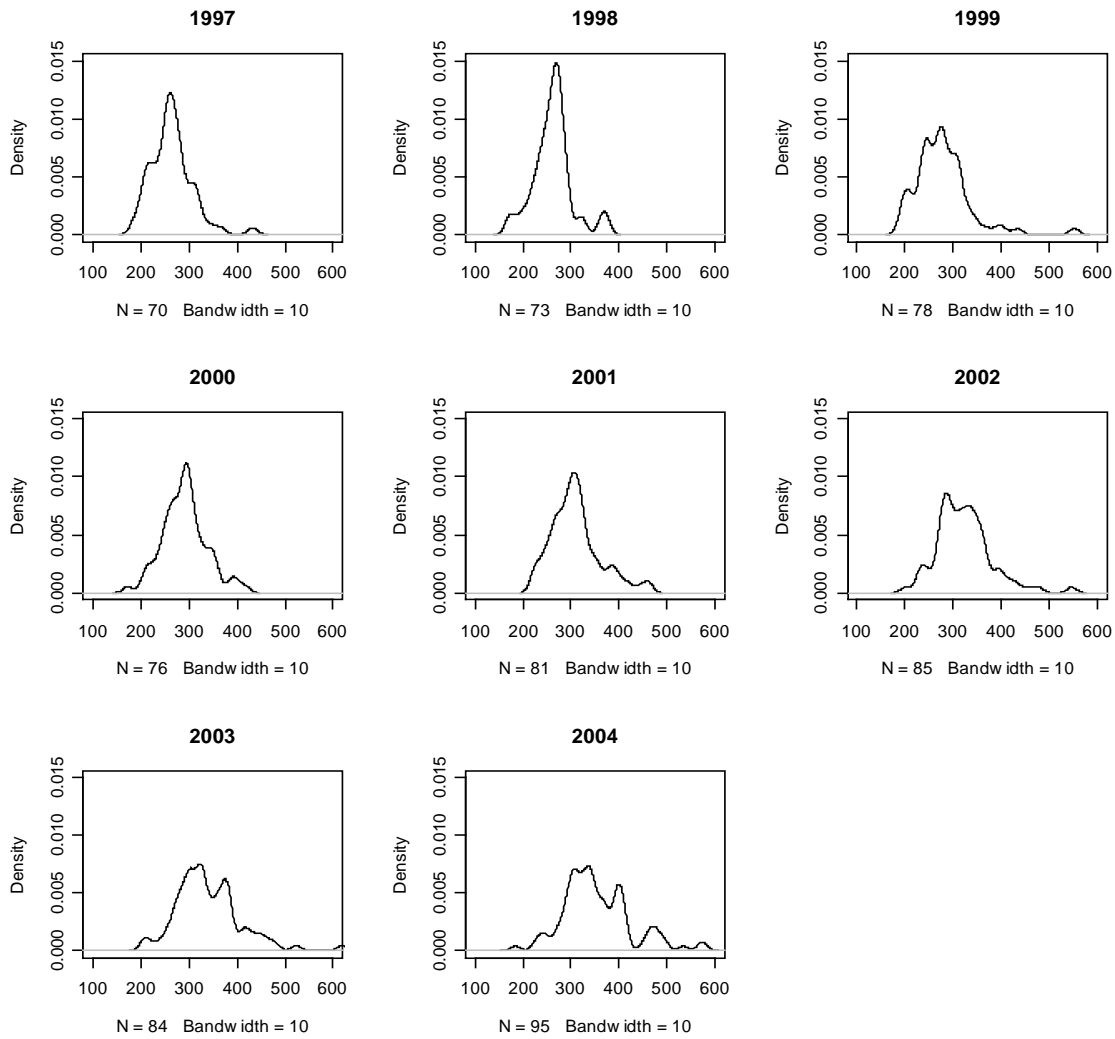 1997
Density
0.000 0.005 0.010 0.015
100 200 300 400 500 600
N = 70 Bandw idth = 10
1998
Density
0.000 0.005 0.010 0.015
100 200 300 400 500 600
N = 73 Bandw idth = 10
1999
Density
0.000 0.005 0.010 0.015
100 200 300 400 500 600
N = 78 Bandw idth = 10
2000
Density
0.000 0.005 0.010 0.015
100 200 300 400 500 600
N = 76 Bandw idth = 10
2001
Density
0.000 0.005 0.010 0.015
100 200 300 400 500 600
N = 81 Bandw idth = 10
2002
Density
0.000 0.005 0.010 0.015
100 200 300 400 500 600
N = 85 Bandw idth = 10
2003
Density
0.000 0.005 0.010 0.015
100 200 300 400 500 600
N = 84 Bandw idth = 10
2004
Density
0.000 0.005 0.010 0.015
100 200 300 400 500 600
N = 95 Bandw idth = 10